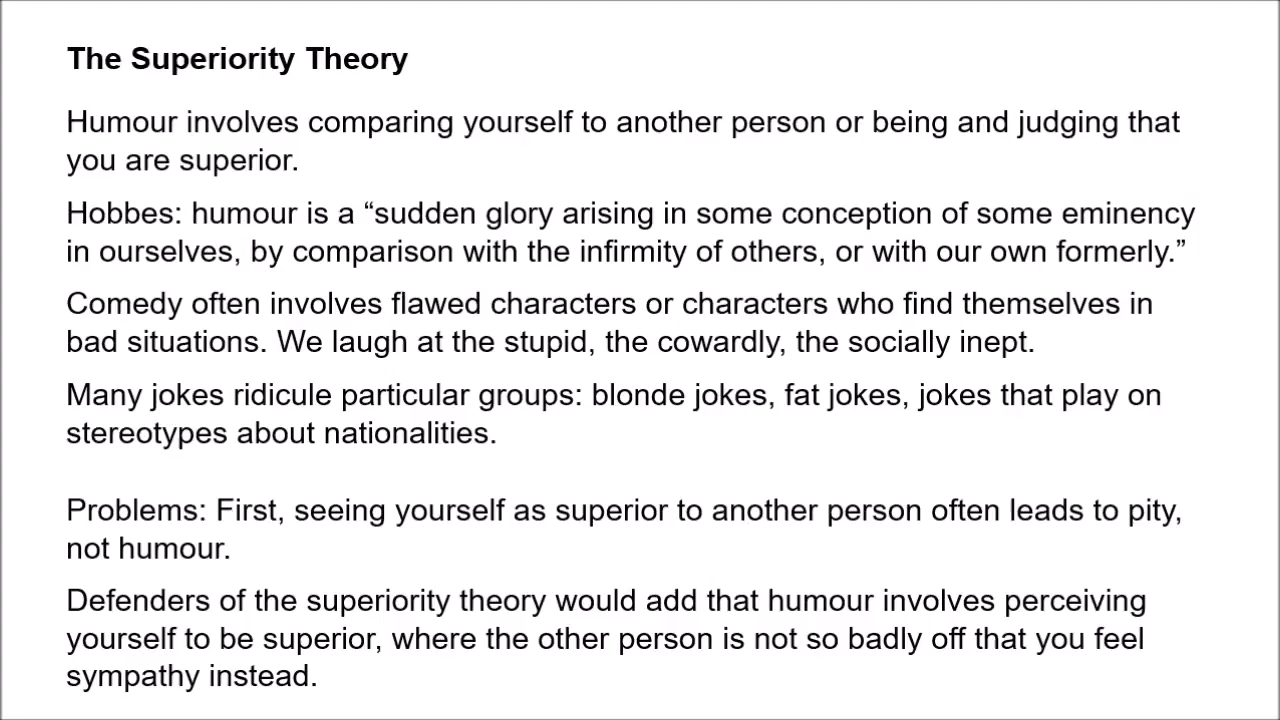 The Superiority Theory
Humour involves comparing yourself to another person or being and judging that
you are superior.
Hobbes: humour is a “sudden glory arising in some conception of some eminency
in ourselves, by comparison with the infirmity of others, or with our own formerly.”
Comedy often involves flawed characters or characters who find themselves in
bad situations. We laugh at the stupid, the cowardly, the socially inept.
Many jokes ridicule particular groups: blonde jokes, fat jokes, jokes that play on
stereotypes about nationalities.
Problems: First, seeing yourself as superior to another person often leads to pity,
not humour.
Defenders of the superiority theory would add that humour involves perceiving
yourself to be superior, where the other person is not so badly off that you feel
sympathy instead.